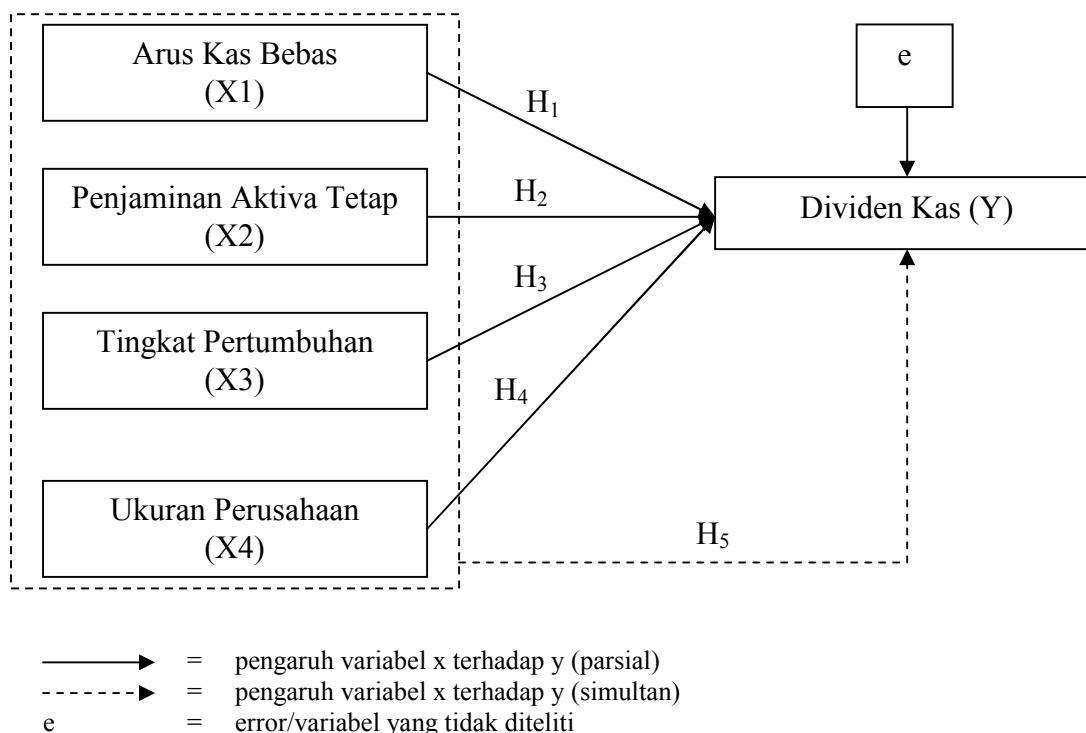 Arus Kas Bebas
(X1)
H₁
e
Penjaminan Aktiva Tetap
(X2)
H₂
Dividen Kas (Y)
Tingkat Pertumbuhan
(X3)
H₃
H₄
Ukuran Perusahaan
(X4)
H₅
= pengaruh variabel x terhadap y (parsial)
= pengaruh variabel x terhadap y (simultan)
e = error/variabel yang tidak diteliti